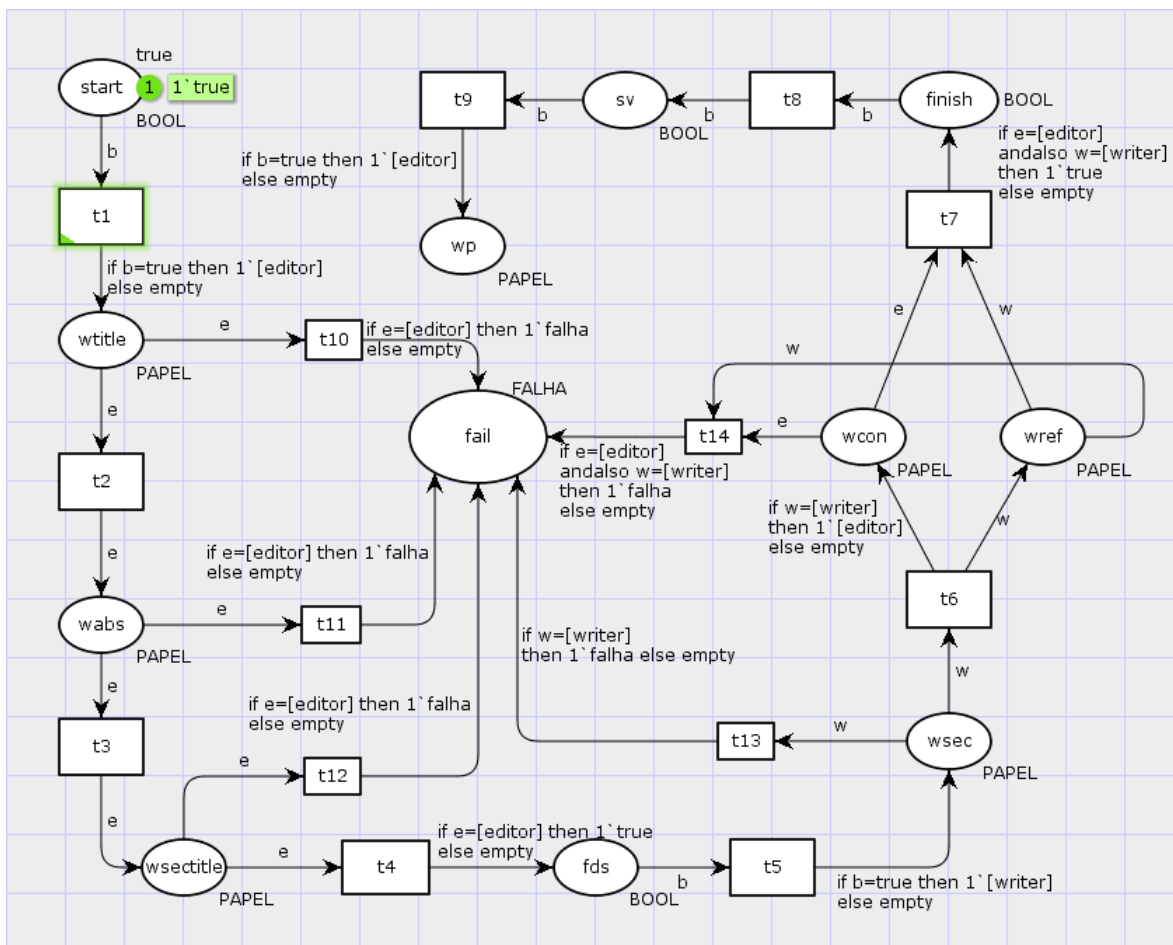 true
start
1
1`true
BOOL
b
t1
if b=true then 1`[editor]
else empty
wtitle
PAPEL
e
t10
if e=[editor] then 1`falha
else empty
e
t2
e
wabs
PAPEL
e
t11
if e=[editor] then 1`falha
else empty
e
t3
e
wsectitle
PAPEL
e
t12
if e=[editor] then 1`falha
else empty
e
t4
if e=[editor] then 1`true
else empty
fds
BOOL
b
t5
if b=true then 1`[writer]
else empty
wsec
PAPEL
w
t13
if w=[writer]
then 1`falha else empty
w
t6
if w=[writer]
then 1`[editor]
else empty
w
wcon
PAPEL
wref
PAPEL
e
t14
w
if e=[editor]
andalso w=[writer]
then 1`falha
else empty
FALHA
fail
e
w
t7
if e=[editor]
andalso w=[writer]
then 1`true
else empty
finish
BOOL
b
t8
b
sv
BOOL
b
t9
if b=true then 1`[editor]
else empty
wp
PAPEL